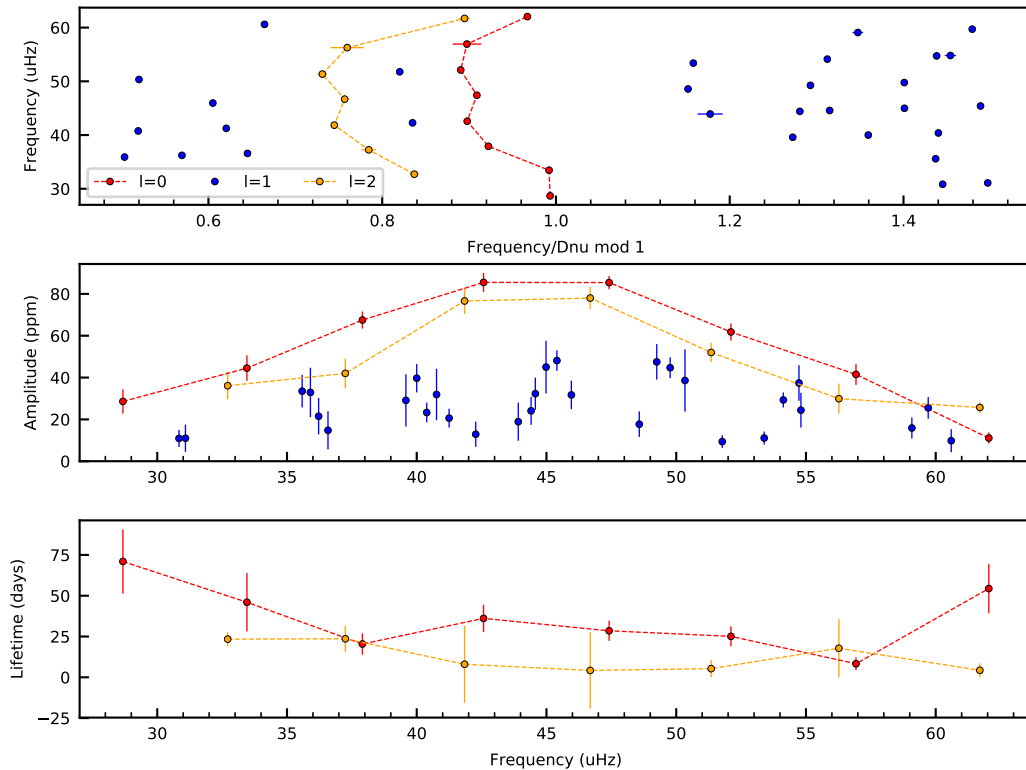 60
50
40
30
Frequency (uHz)
l=0 l=1 l=2
0.6 0.8 1.0 1.2 1.4
Frequency/Dnu mod 1
80
60
40
20
0
Amplitude (ppm)
30 35 40 45 50 55 60
75
50
25
0
−25
Lifetime (days)
30 35 40 45 50 55 60
Frequency (uHz)